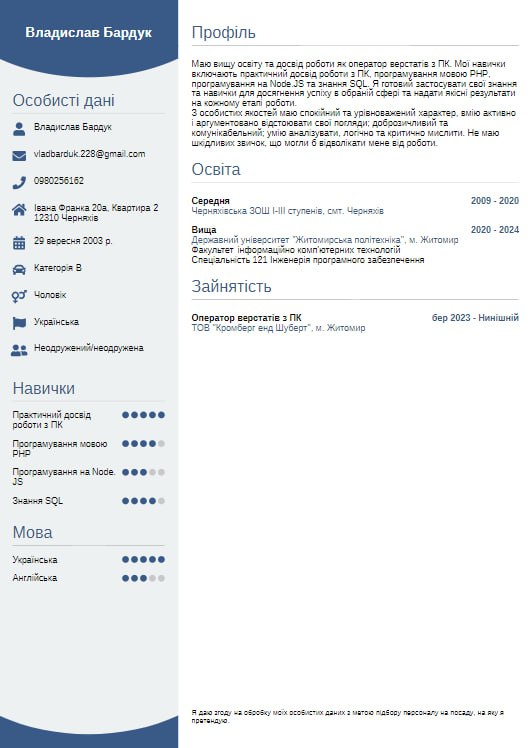 Владислав Бардук
Особисті дані
Владислав Бардук
vladbarduk.228@gmail.com
0980256162
Івана Франка 20а, Квартира 2
12310 Черняхів
29 вересня 2003 р.
Категорія B
Чоловік
Українська
Неодружений/неодружена
Навички
Практичний досвід
роботи з ПК
Програмування мовою
PHP
Програмування на Node.
JS
Знання SQL
Мова
Українська
Англійська
Профіль
Маю вищу освіту та досвід роботи як оператор верстатів з ПК. Мої навички
включають практичний досвід роботи з ПК, програмування мовою PHP,
програмування на Node.JS та знання SQL. Я готовий застосувати свої знання
та навички для досягнення успіху в обраній сфері та надати якісні результати
на кожному етапі роботи.
З особистих якостей маю спокійний та урівноважений характер, вмію активно
і аргументовано відстоювати свої погляди; доброзичливий та
комунікабельний; умію аналізувати, логічно та критично мислити. Не маю
шкідливих звичок, що могли б відволікати мене від роботи.
Освіта
Середня 2009 - 2020
Черняхівська ЗОШ І-ІІІ ступенів, смт. Черняхів
Вища 2020 - 2024
Державний університет "Житомирська політехніка", м. Житомир
Факультет інформаційно комп'ютерних технологій
Спеціальність 121 Інженерія програмного забезпечення
Зайнятість
Оператор верстатів з ПК бер 2023 - Нинішній
ТОВ "Кромберг енд Шуберт", м. Житомир
Я даю згоду на обробку моїх особистих даних з метою підбору персоналу на посаду, на яку я
претендую.